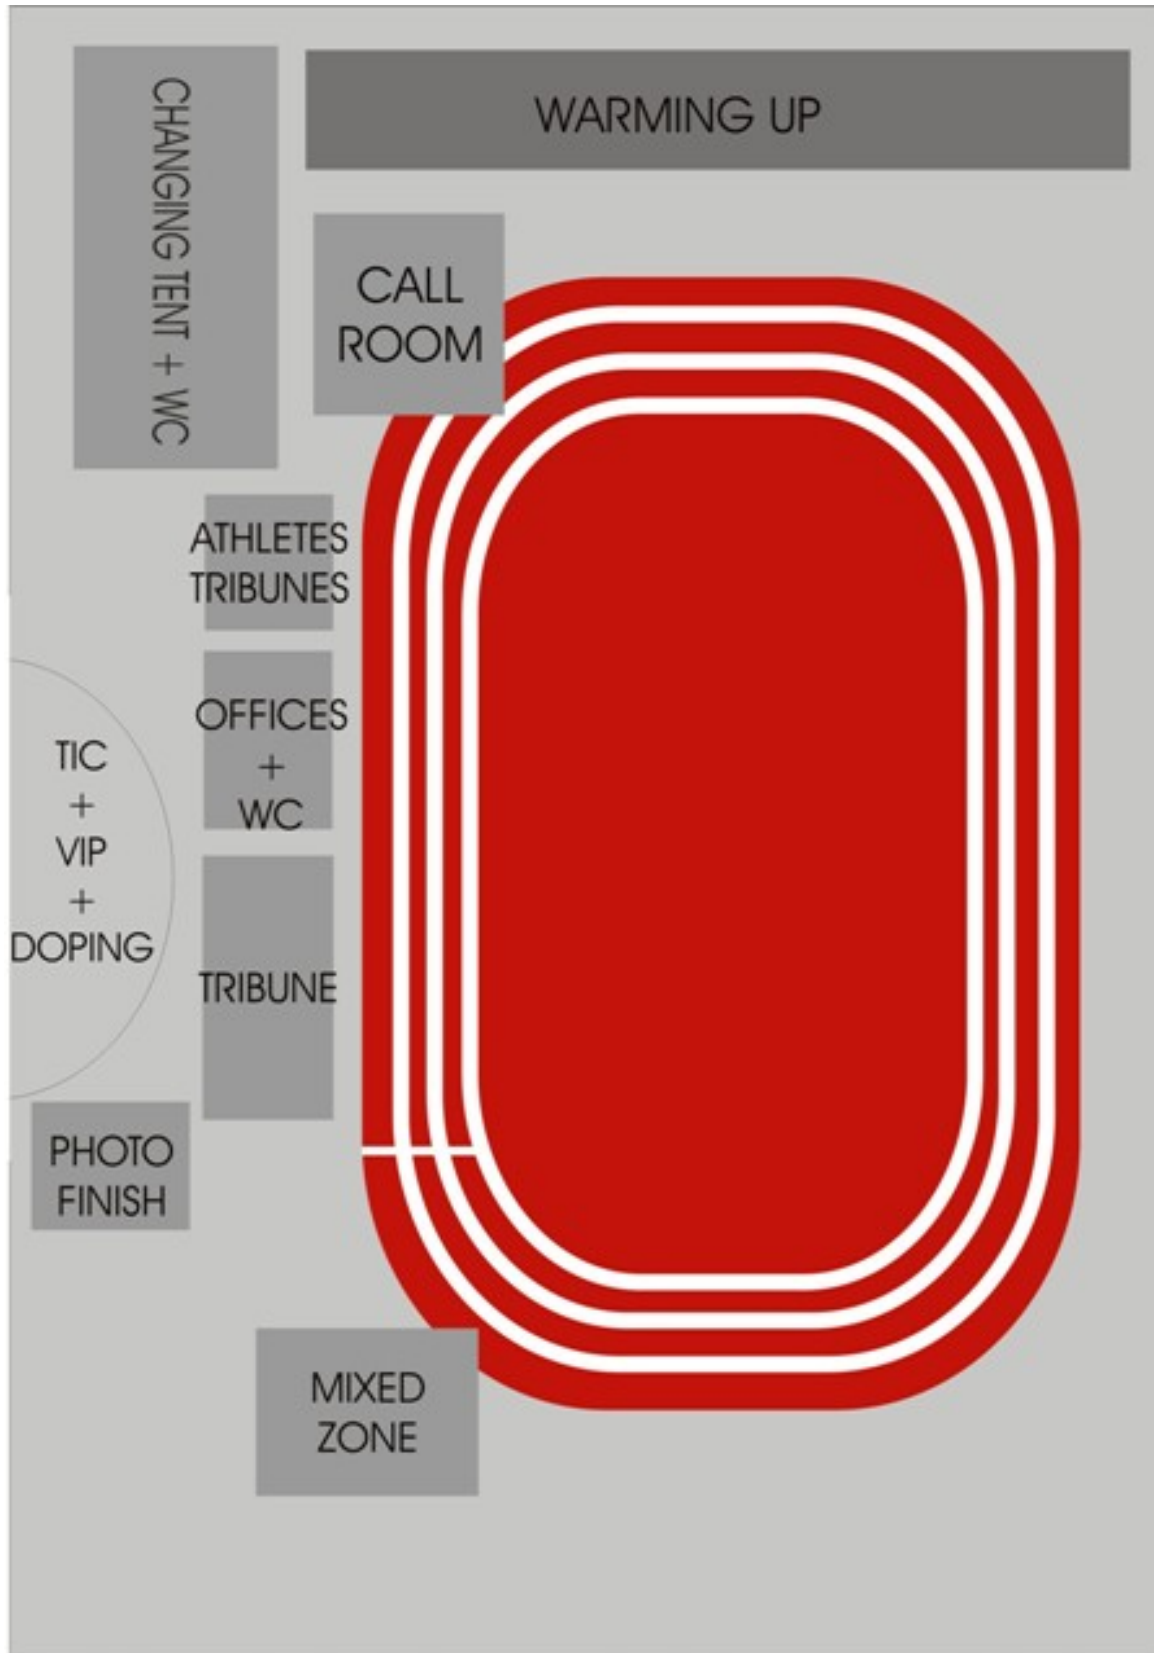 WARMING UP
CHANGING TENT + WC
CALL
ROOM
ATHLETES
TRIBUNES
OFFICES
+
WC
TIC
+
VIP
+
DOPING
TRIBUNE
PHOTO
FINISH
MIXED
ZONE